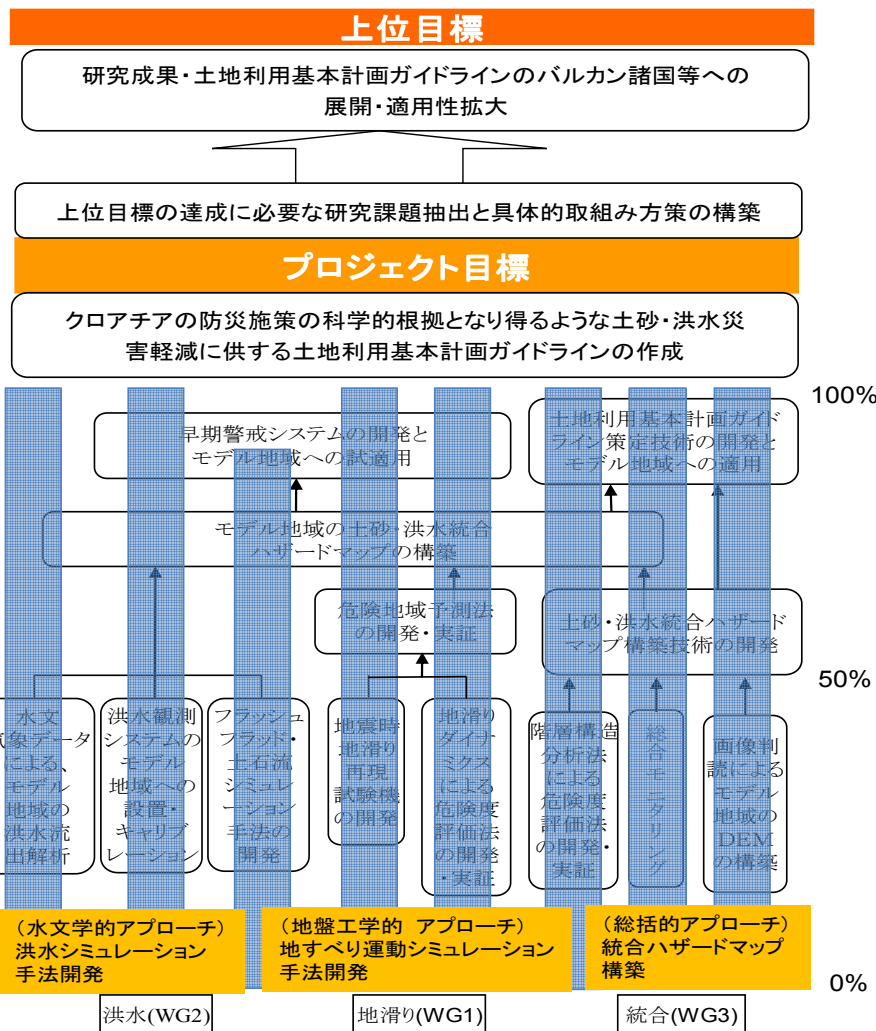 上位目標
研究成果・土地利用基本計画ガイドラインのバルカン諸国等への
展開・適用性拡大
上位目標の達成に必要な研究課題抽出と具体的取組み方策の構築
プロジェクト目標
クロアチアの防災施策の科学的根拠となり得るような土砂・洪水災
害軽減に供する土地利用基本計画ガイドラインの作成
100%
早期警戒システムの開発と
モデル地域への試適用
土地利用基本計画ガイド
ライン策定技術の開発と
モデル地域への適用
モデル地域の土砂・洪水統合
ハザードマップの構築
危険地域予測法
の開発・実証
土砂・洪水統合ハザード
マップ構築技術の開発
50%
水文
気象データ
による、
モデル
地域の
洪水流
出解析
洪水観測
システムの
モデル
地域への
設置・
キャリブ
レーション
フラッシュ
フラッド・
土石流
シミュレ
ーション
手法の
開発
地震時
地滑り
再現
試験機
の開発
地滑り
ダイナ
ミクス
による
危険度
評価法
の開発
・実証
階層構造
分析法
による
危険度
評価法
の開発・
実証
総合モニタリング
画像判
読による
モデル
地域の
DEM
の構築
(水文学的アプローチ)
洪水シミュレーション
手法開発
(地盤工学的 アプローチ)
地すべり運動シミュレーション
手法開発
(総括的アプローチ)
統合ハザードマップ
構築
0%
洪水(WG2)
地滑り(WG1)
統合(WG3)